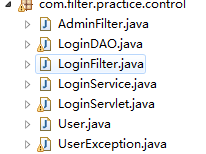 com.filter.practice.control
AdminFilter.java
LoginDAO.java
LoginFilter.java
LoginService.java
LoginServlet.java
User.java
UserException.java